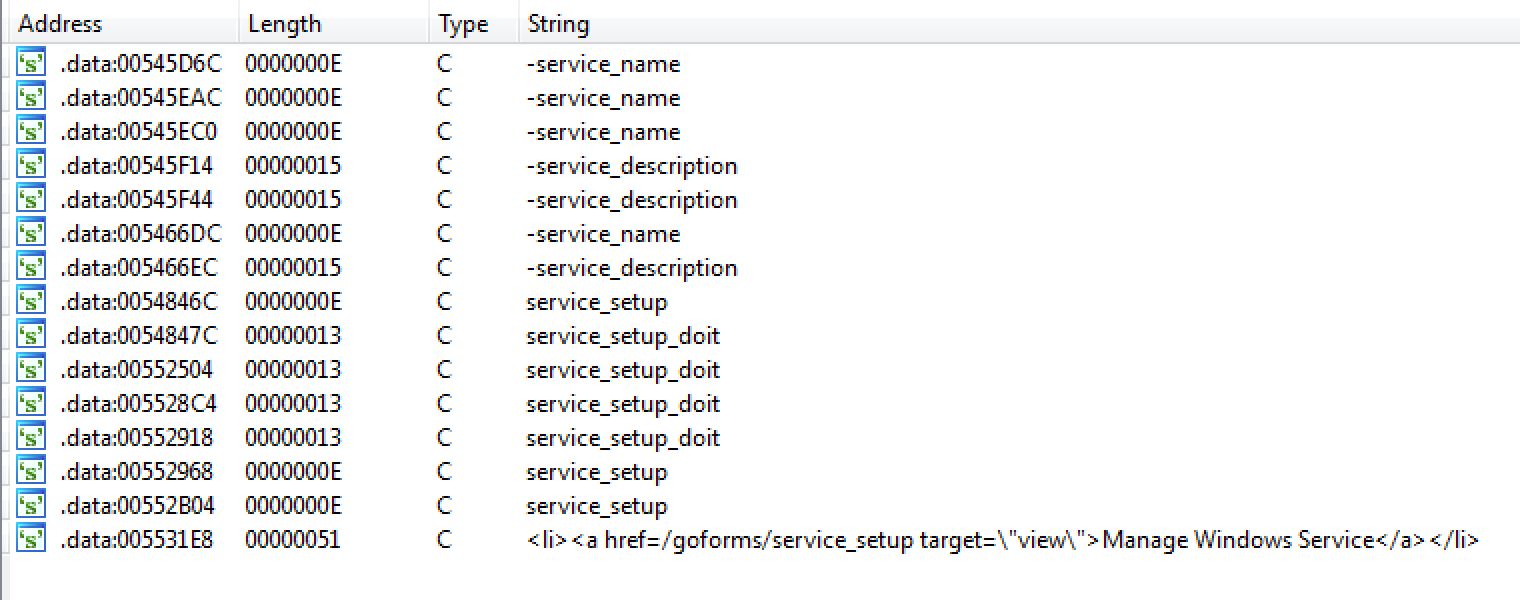 Address Length Type String
's' .data:00545D6C 0000000E C -service_name
's' .data:00545EAC 0000000E C -service_name
's' .data:00545EC0 0000000E C -service_name
's' .data:00545F14 00000015 C -service_description
's' .data:00545F44 00000015 C -service_description
's' .data:005466DC 0000000E C -service_name
's' .data:005466EC 00000015 C -service_description
's' .data:0054846C 0000000E C service_setup
's' .data:0054847C 00000013 C service_setup_doit
's' .data:00552504 00000013 C service_setup_doit
's' .data:005528C4 00000013 C service_setup_doit
's' .data:00552918 00000013 C service_setup_doit
's' .data:00552968 0000000E C service_setup
's' .data:00552B04 0000000E C service_setup
's' .data:005531E8 00000051 C <li><a href=/goforms/service_setup target=\"view\">Manage Windows Service</a></li>